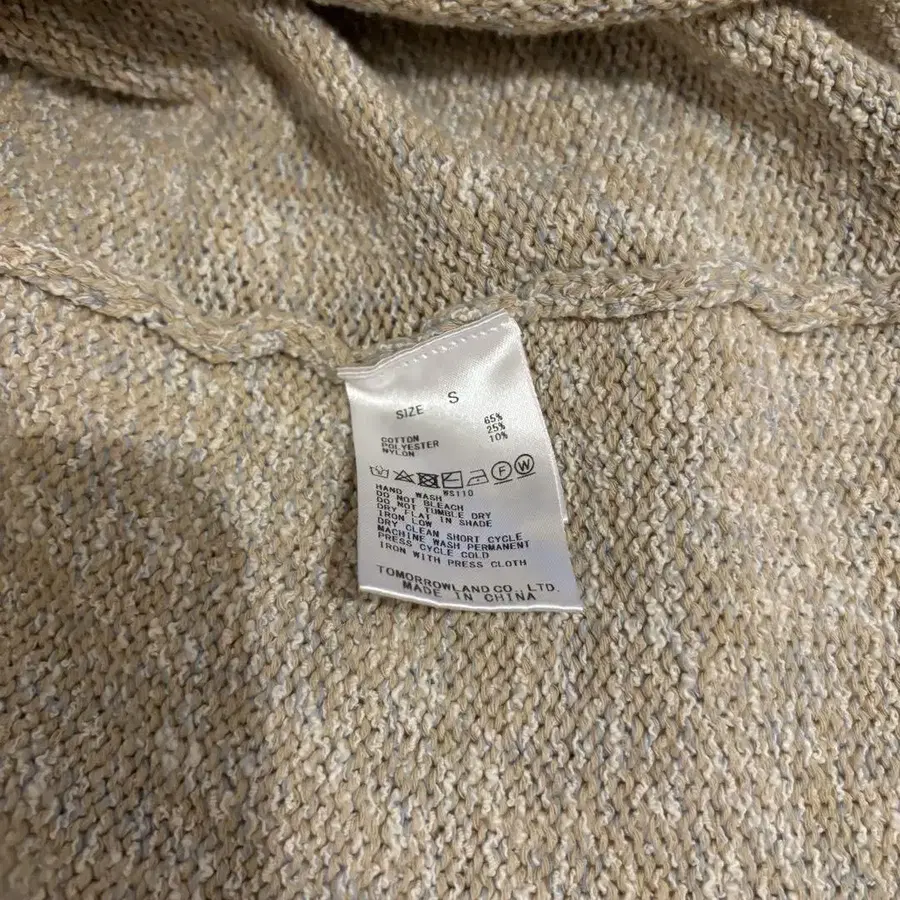 SIZE S
COTTON 65%
POLYESTER 25%
NYLON 10%
F W
WS110
HAND WASH
DO NOT BLEACH
DO NOT TUMBLE DRY
DRY FLAT IN SHADE
IRON LOW
DRY CLEAN SHORT CYCLE
MACHINE WASH PERMANENT
PRESS CYCLE COLD
IRON WITH PRESS CLOTH
TOMORROWLAND CO., LTD.
MADE IN CHINA